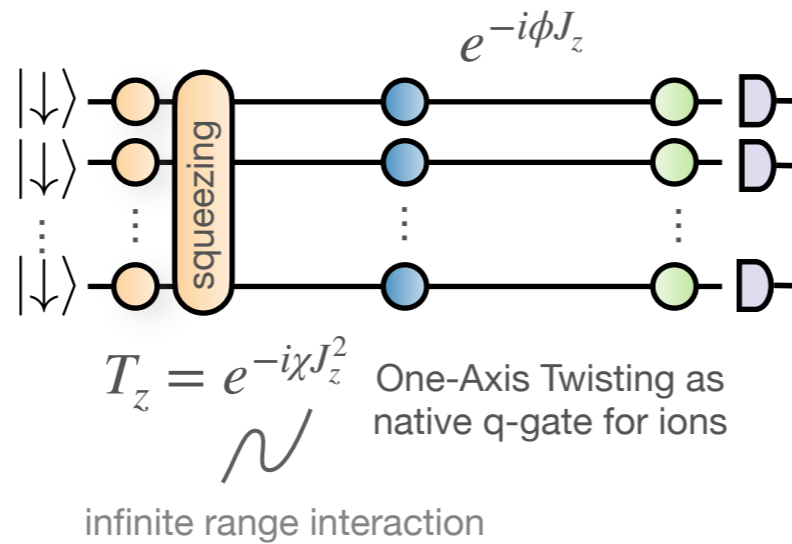 e^{-iϕJ_z}
|↓⟩
|↓⟩
⋮ ⋮ ⋮ ⋮
|↓⟩
squeezing
T_z = e^{-iχJ_z^2} One-Axis Twisting as
native q-gate for ions
infinite range interaction